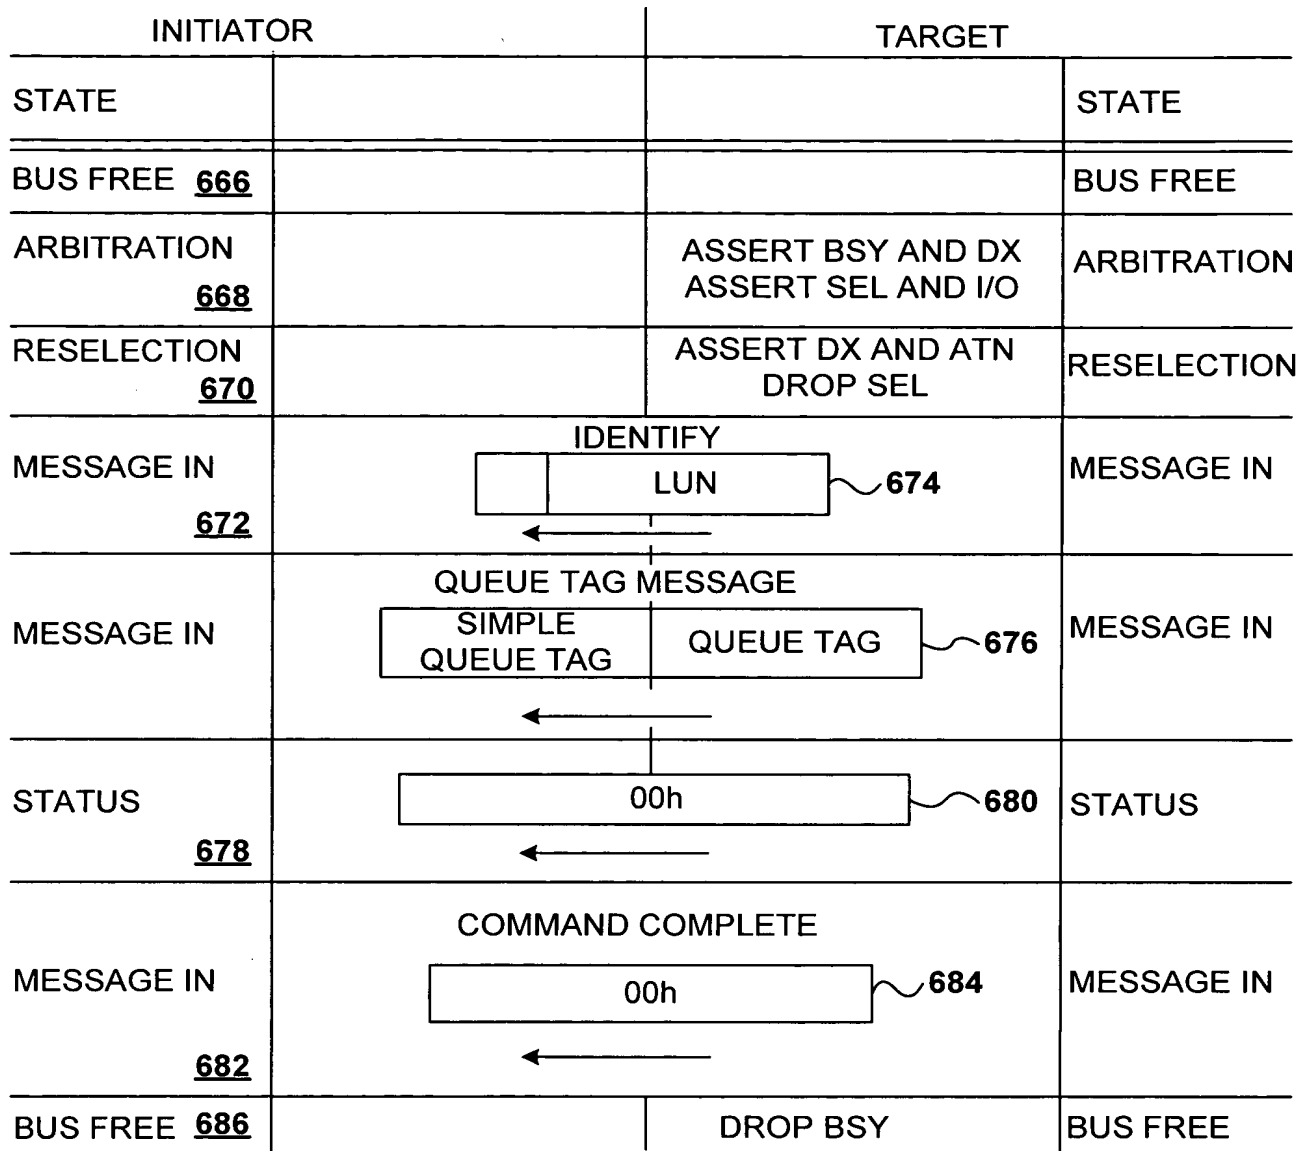 INITIATOR
TARGET
STATE
STATE
BUS FREE 666
BUS FREE
ARBITRATION
668
ASSERT BSY AND DX
ASSERT SEL AND I/O
ARBITRATION
RESELECTION
670
ASSERT DX AND ATN
DROP SEL
RESELECTION
MESSAGE IN
672
IDENTIFY
LUN
674
MESSAGE IN
MESSAGE IN
QUEUE TAG MESSAGE
SIMPLE
QUEUE TAG
QUEUE TAG
676
MESSAGE IN
STATUS
678
00h
680
STATUS
MESSAGE IN
682
COMMAND COMPLETE
00h
684
MESSAGE IN
BUS FREE 686
DROP BSY
BUS FREE